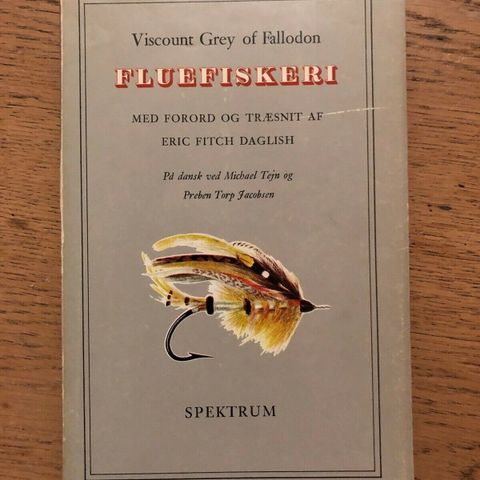 Viscount Grey of Fallodon
FLUEFISKERI
MED FORORD OG TRÆSNIT AF
ERIC FITCH DAGLISH
På dansk ved Michael Tejn og
Preben Torp Jacobsen
SPEKTRUM